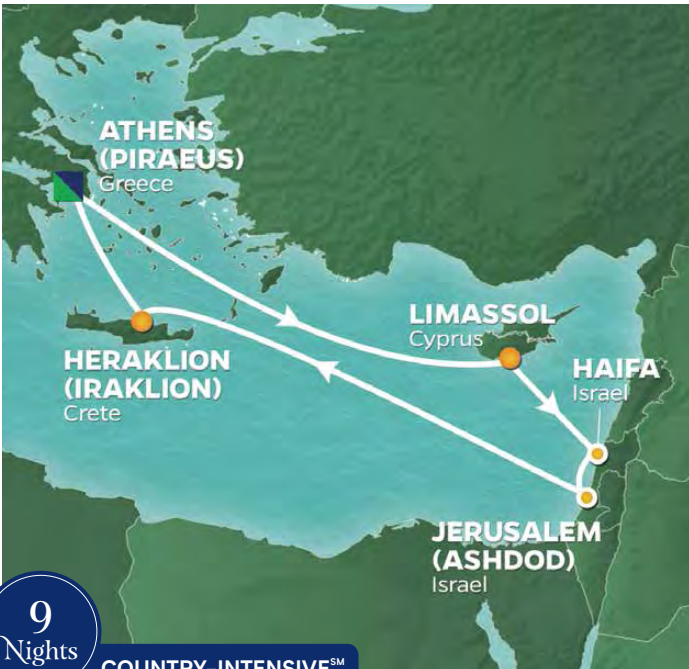 ATHENS
(PIRAEUS)
Greece
LIMASSOL
Cyprus
HAIFA
Israel
HERAKLION
(IRAKLION)
Crete
JERUSALEM
(ASHDOD)
Israel
9
Nights
COUNTRY-INTENSIVE℠